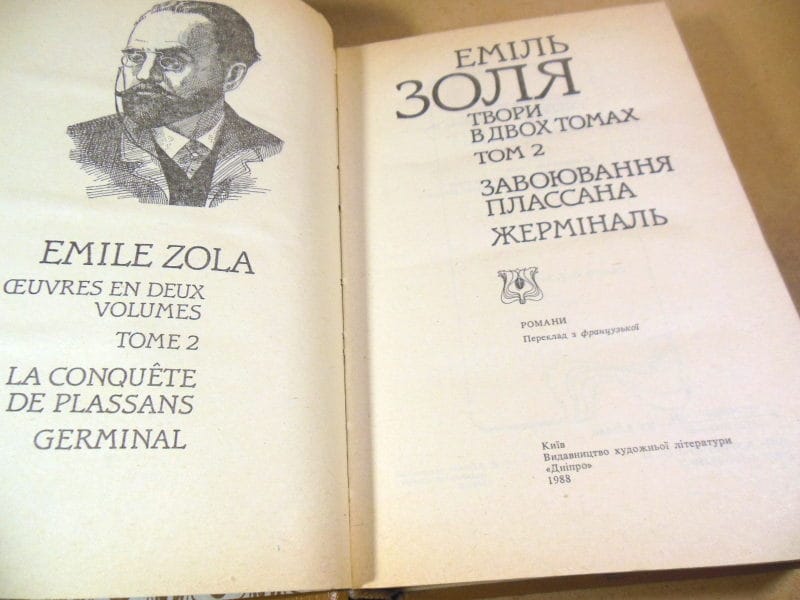 EMILE ZOLA
ŒUVRES EN DEUX
VOLUMES
TOME 2
LA CONQUÊTE
DE PLASSANS
GERMINAL
ЕМІЛЬ
ЗОЛЯ
ТВОРИ
В ДВОХ ТОМАХ
ТОМ 2
ЗАВОЮВАННЯ
ПЛАССАНА
ЖЕРМІНАЛЬ
РОМАНИ
Переклад з французької
Київ
Видавництво художньої літератури
«Дніпро»
1988